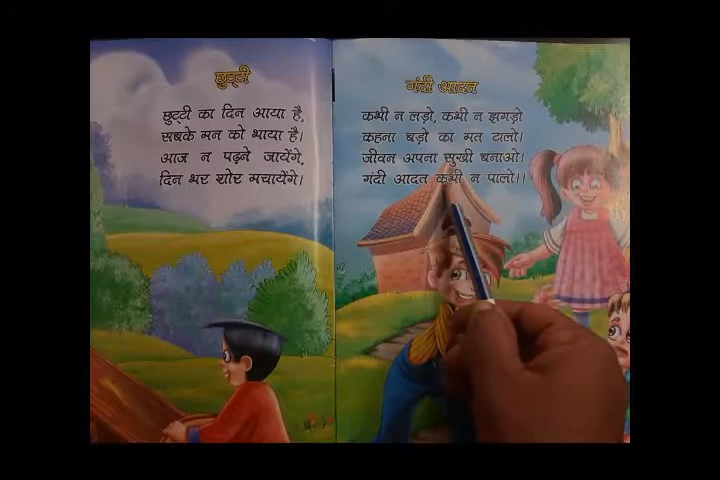 छुट्टी
छुट्टी का दिन आया है,
सबके मन को भाया है।
आज न पढ़ने जायेंगे,
दिन भर शोर मचायेंगे।
गंदी आदत
कभी न लड़ो, कभी न झगड़ो
कहना बड़ो का मत टालो।
जीवन अपना सुखी बनाओ।
गंदी आदत कभी न पालो।।